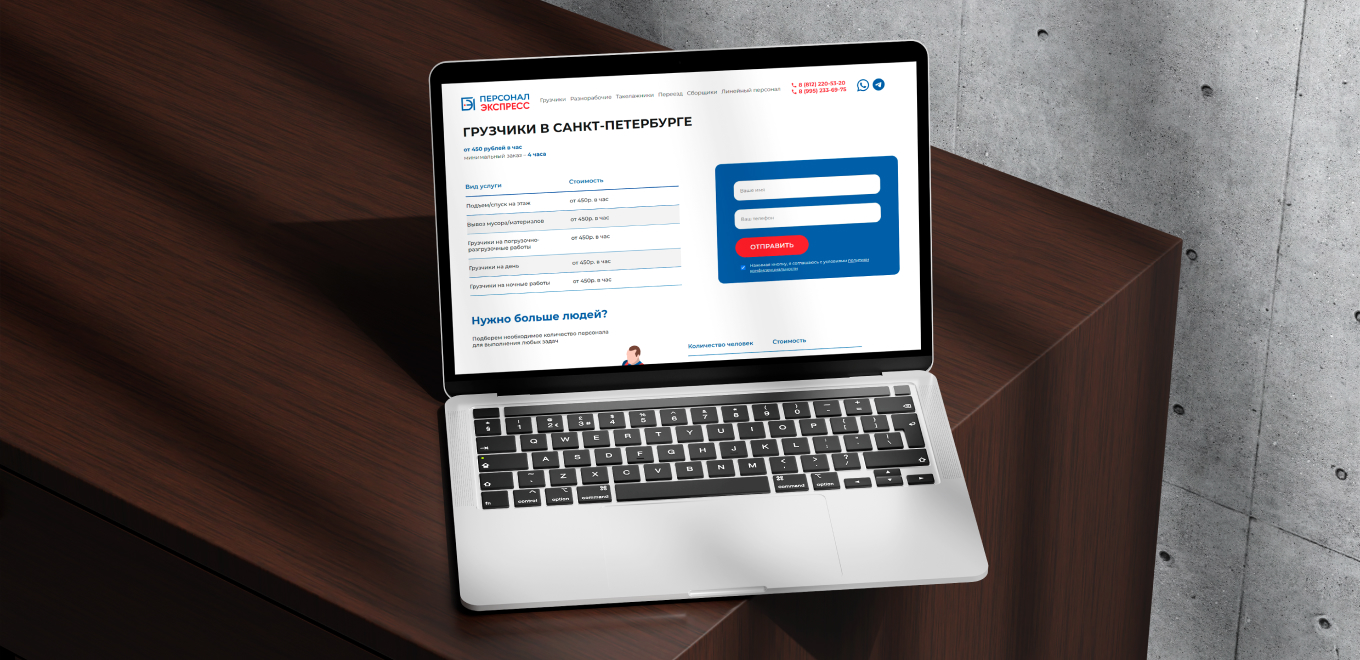 ПЕРСОНАЛ
ЭКСПРЕСС
Грузчики Разнорабочие Такелажники Переезд Сборщики Линейный персонал
8 (812) 220-53-20
8 (995) 233-69-75
ГРУЗЧИКИ В САНКТ-ПЕТЕРБУРГЕ
от 450 рублей в час
минимальный заказ - 4 часа
Вид услуги Стоимость
Подъем/спуск на этаж от 450р. в час
Вывоз мусора/материалов от 450р. в час
Грузчики на погрузочно-
разгрузочные работы от 450р. в час
Грузчики на день от 450р. в час
Грузчики на ночные работы от 450р. в час
Ваше имя
Ваш телефон
ОТПРАВИТЬ
Нажимая кнопку, я соглашаюсь с условиями политики
конфиденциальности
Нужно больше людей?
Подберем необходимое количество персонала
для выполнения любых задач
Количество человек Стоимость
Q W E R T Y U I O P
A S D F G H J K L
Z X C V B N M
fn control option command command option